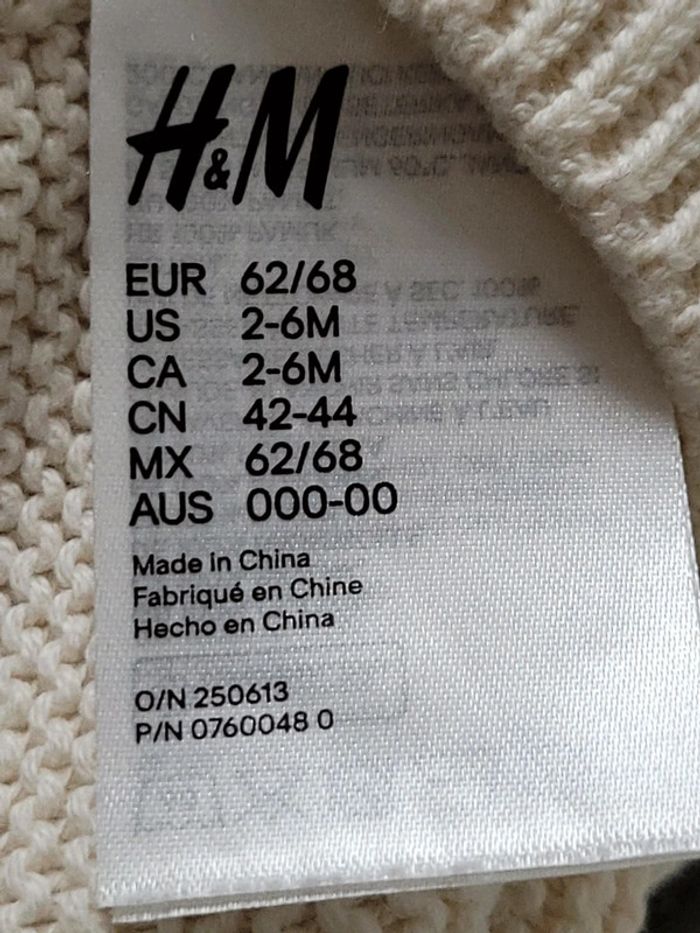 H&M
EUR 62/68
US 2-6M
CA 2-6M
CN 42-44
MX 62/68
AUS 000-00
Made in China
Fabriqué en Chine
Hecho en China
O/N 250613
P/N 0760048 0